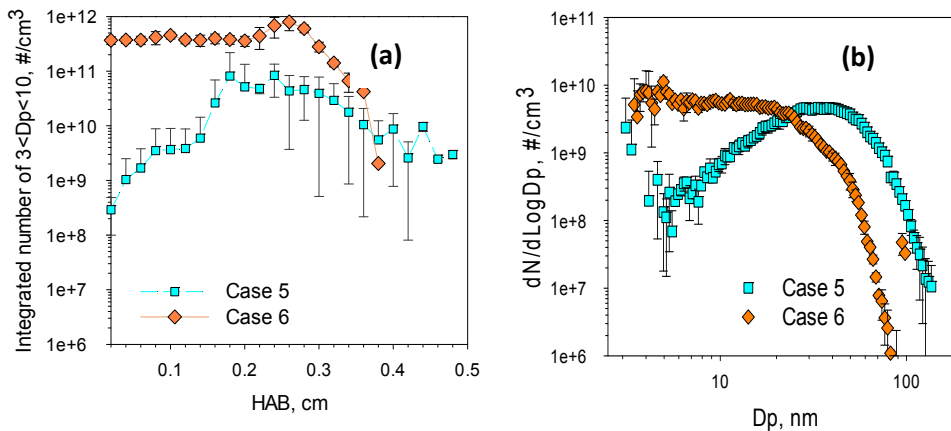 Integrated number of 3<Dp<10, #/cm³
1e+12
1e+11
1e+10
1e+9
1e+8
1e+7
1e+6
(a)
Case 5
Case 6
0.1
0.2
0.3
0.4
0.5
HAB, cm
dN/dLogDp, #/cm³
1e+11
1e+10
1e+9
1e+8
1e+7
1e+6
(b)
Case 5
Case 6
10
100
Dp, nm